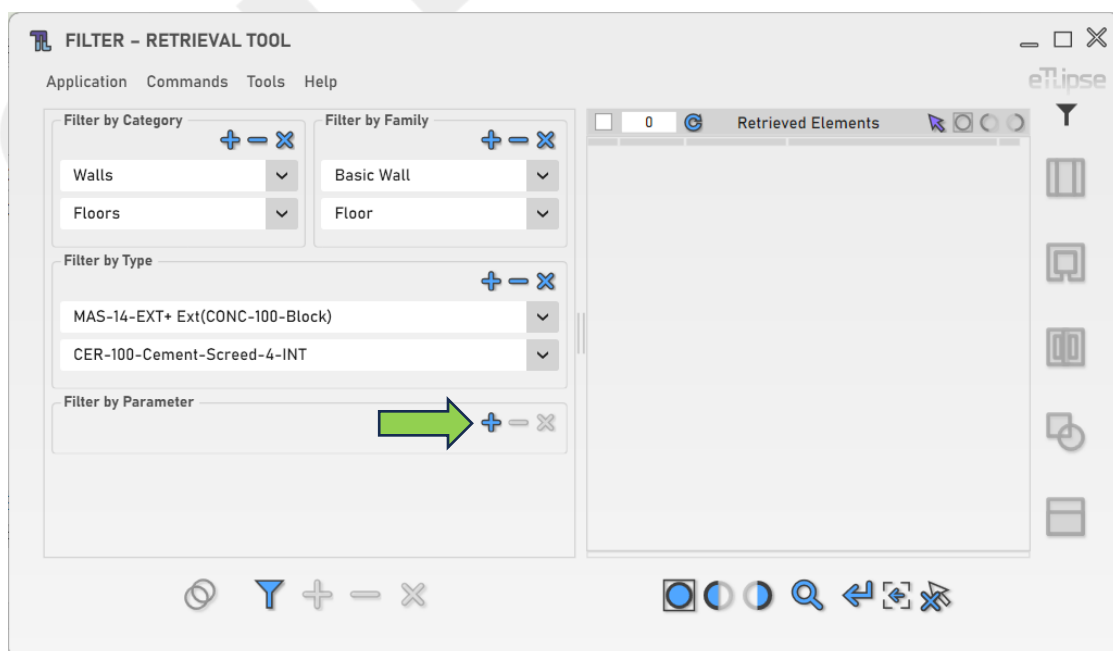 FILTER – RETRIEVAL TOOL
Application Commands Tools Help
eTLipse
Filter by Category
Filter by Family
Walls
Basic Wall
Floors
Floor
Filter by Type
MAS-14-EXT+ Ext(CONC-100-Block)
CER-100-Cement-Screed-4-INT
Filter by Parameter
0 Retrieved Elements